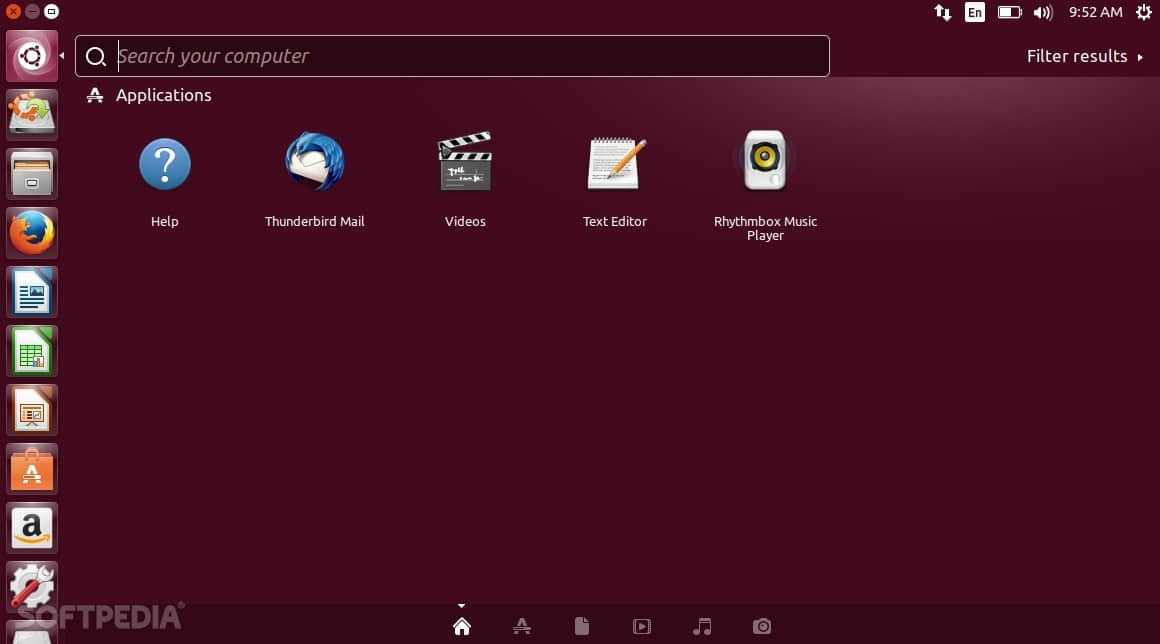 En
9:52 AM
Search your computer
Filter results
Applications
Help
Thunderbird Mail
Videos
Text Editor
Rhythmbox Music
Player
a
SOFTPEDIA®